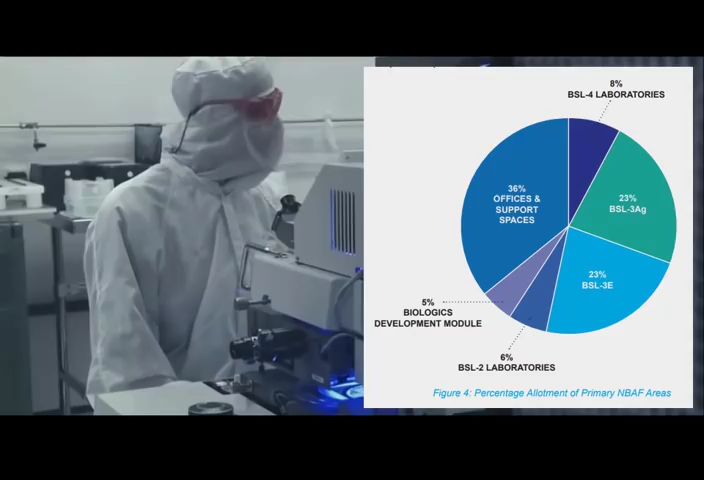 8%
BSL-4 LABORATORIES
23%
BSL-3Ag
23%
BSL-3E
6%
BSL-2 LABORATORIES
5%
BIOLOGICS
DEVELOPMENT MODULE
36%
OFFICES &
SUPPORT
SPACES
Figure 4: Percentage Allotment of Primary NBAF Areas